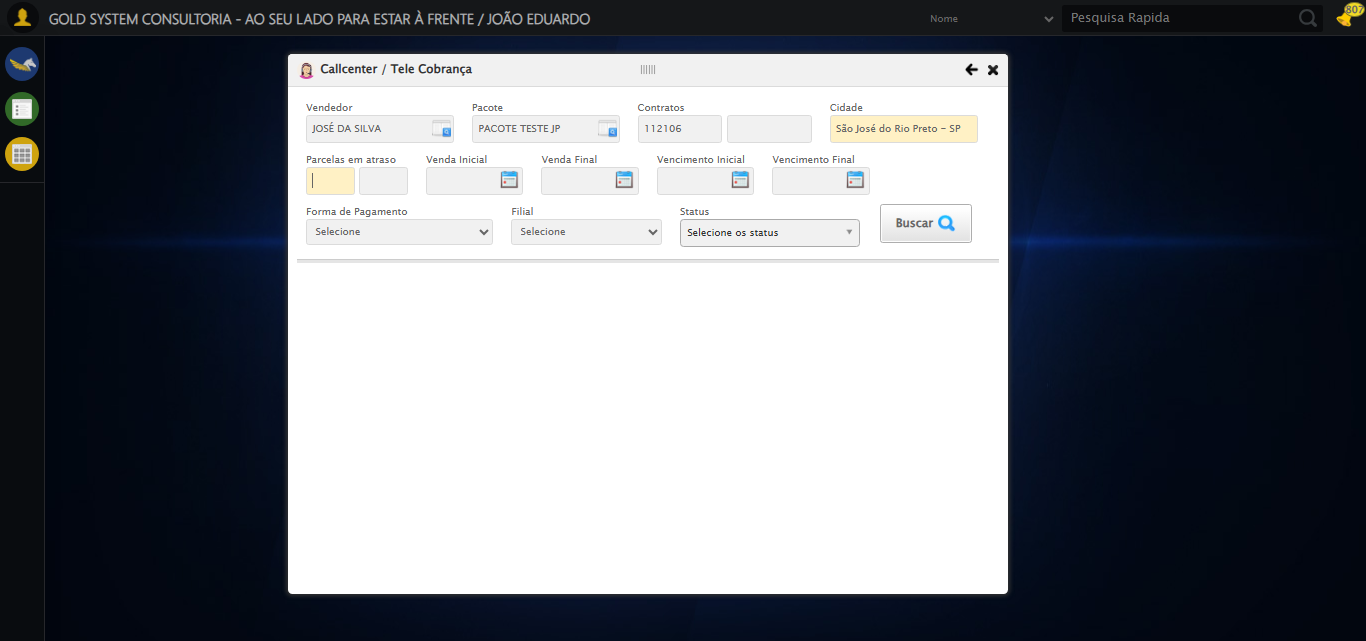 GOLD SYSTEM CONSULTORIA - AO SEU LADO PARA ESTAR À FRENTE / JOÃO EDUARDO
Nome
Pesquisa Rapida
807
Callcenter / Tele Cobrança
Vendedor Pacote Contratos Cidade
JOSÉ DA SILVA PACOTE TESTE JP 112106 São José do Rio Preto - SP
Parcelas em atraso Venda Inicial Venda Final Vencimento Inicial Vencimento Final
Forma de Pagamento Filial Status
Selecione Selecione Selecione os status Buscar